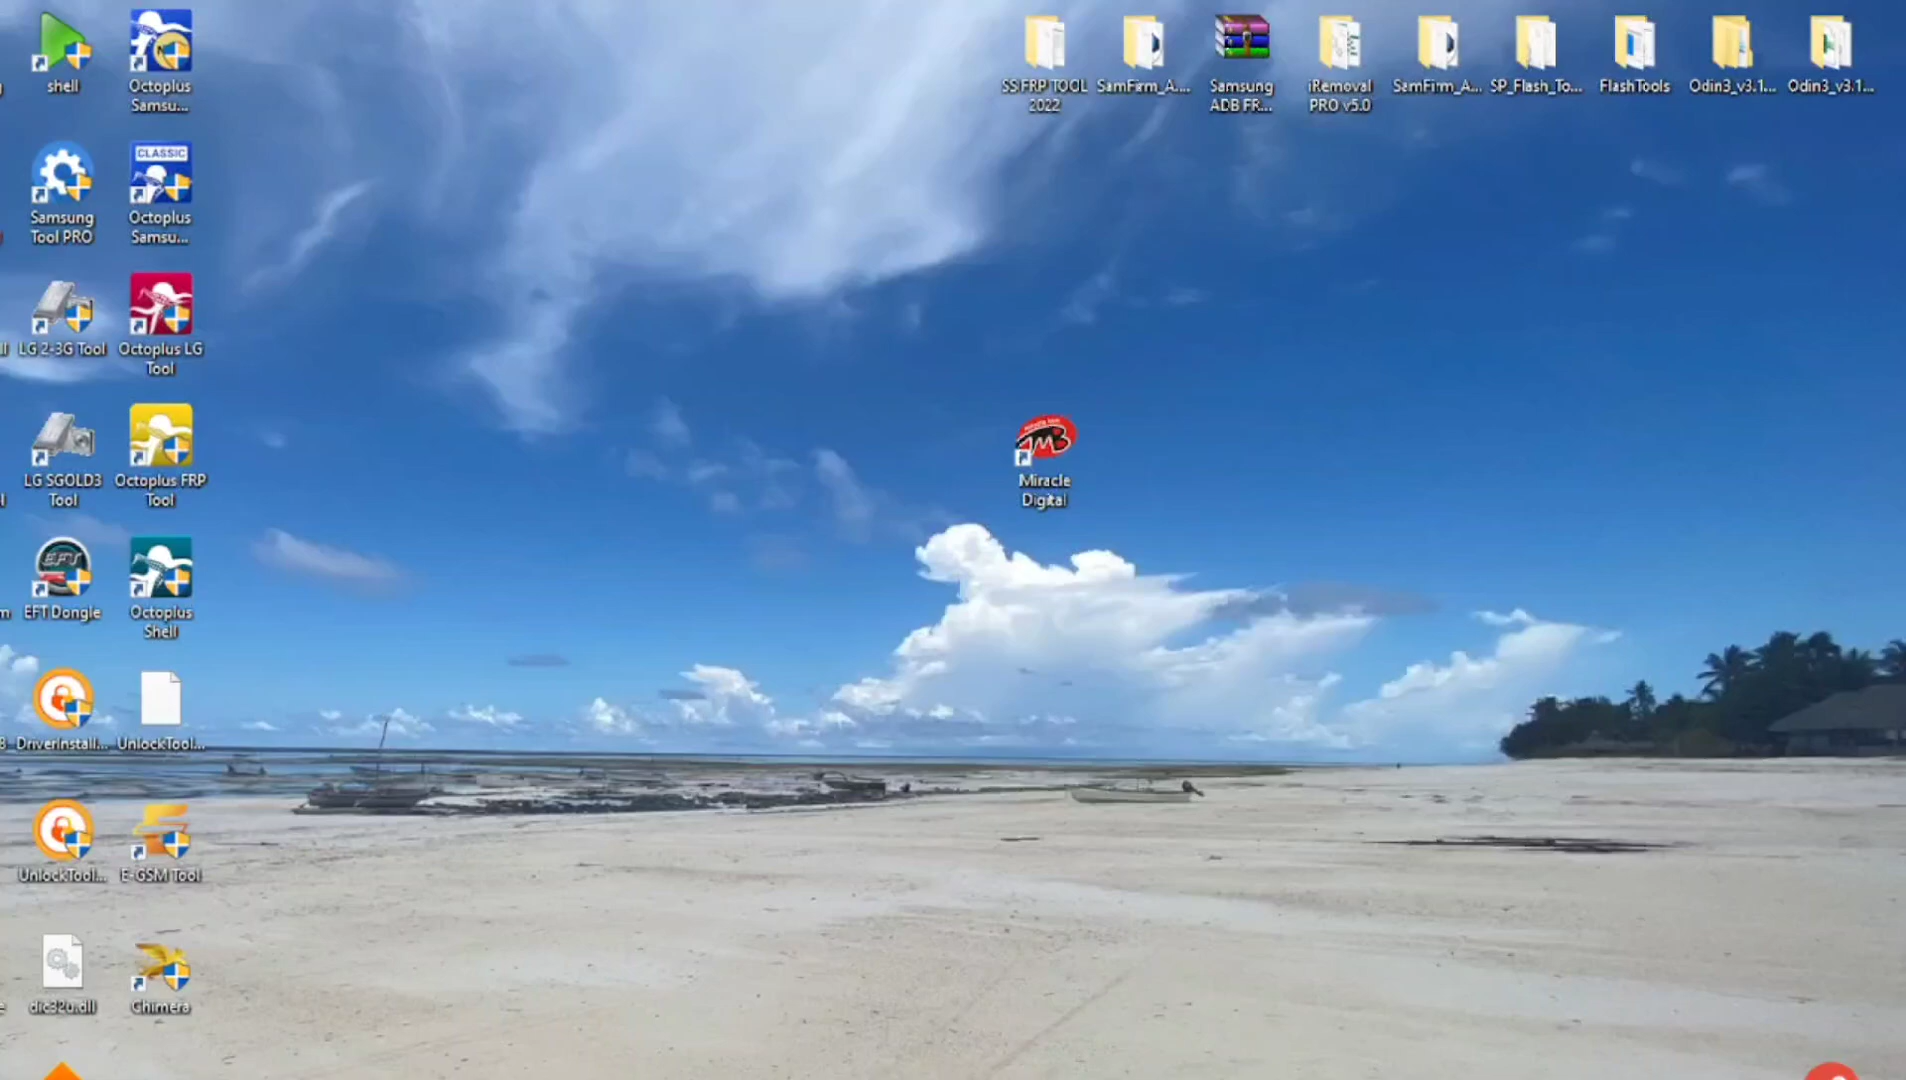 shell
Octoplus
Samsu...
SS FRP TOOL
2022
SamFirm_A...
Samsung
ADB FR...
iRemoval
PRO v5.0
SamFirm_A...
SP_Flash_To...
FlashTools
Odin3_v3.1...
Odin3_v3.1...
Samsung
Tool PRO
CLASSIC
Octoplus
Samsu...
LG 2-3G Tool
Octoplus LG
Tool
LG SGOLD3
Tool
Octoplus FRP
Tool
Miracle
Digital
EFT
EFT Dongle
Octoplus
Shell
DriverInstall...
UnlockTool...
UnlockTool...
E-GSM Tool
Chimera